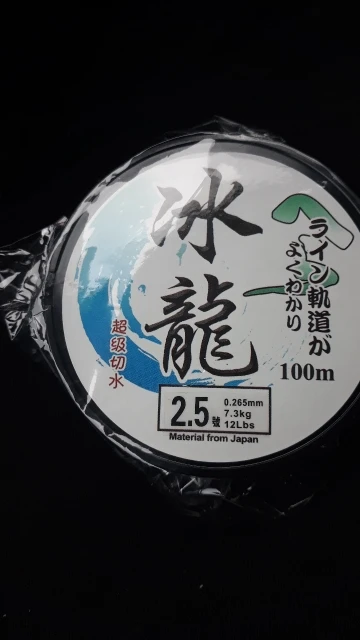 冰龍
ライン軌道が
よくわかり
100m
超级切水
2.5號
0.265mm
7.3kg
12Lbs
Material from Japan